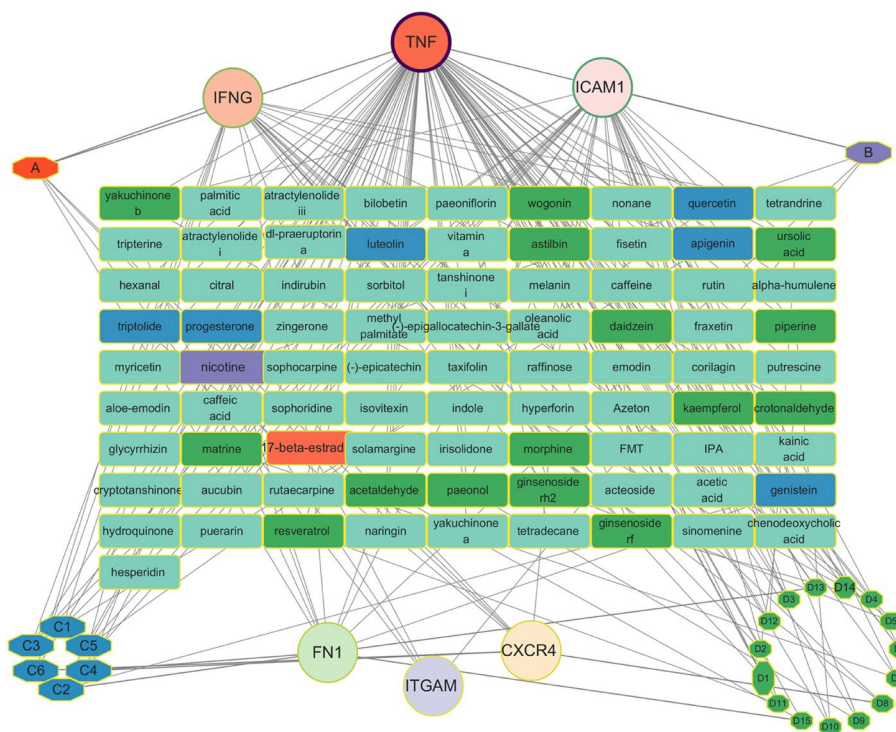 TNF
IFNG
ICAM1
A
B
yakuchinone
b
palmitic
acid
atractylenolide
iii
bilobetin
paeoniflorin
wogonin
nonane
quercetin
tetrandrine
tripterine
atractylenolide
i
dl-praeruptorin
a
luteolin
vitamin
a
astilbin
fisetin
apigenin
ursolic
acid
hexanal
citral
indirubin
sorbitol
tanshinone
i
melanin
caffeine
rutin
alpha-humulene
triptolide
progesterone
zingerone
methyl
palmitate
(-)-epigallocatechin-3-gallate
oleanolic
acid
daidzein
fraxetin
piperine
myricetin
nicotine
sophocarpine
(-)-epicatechin
taxifolin
raffinose
emodin
corilagin
putrescine
aloe-emodin
caffeic
acid
sophoridine
isovitexin
indole
hyperforin
Azeton
kaempferol
crotonaldehyde
glycyrrhizin
matrine
17-beta-estrad
solamargine
irisolidone
morphine
FMT
IPA
kainic
acid
cryptotanshinone
aucubin
rutaecarpine
acetaldehyde
paeonol
ginsenoside
rh2
acteoside
acetic
acid
genistein
hydroquinone
puerarin
resveratrol
naringin
yakuchinone
a
tetradecane
ginsenoside
rf
sinomenine
chenodeoxycholic
acid
hesperidin
C1
C3
C5
C6
C4
C2
FN1
ITGAM
CXCR4
D13
D14
D3
D4
D12
D5
D2
D1
D11
D8
D15
D9
D10